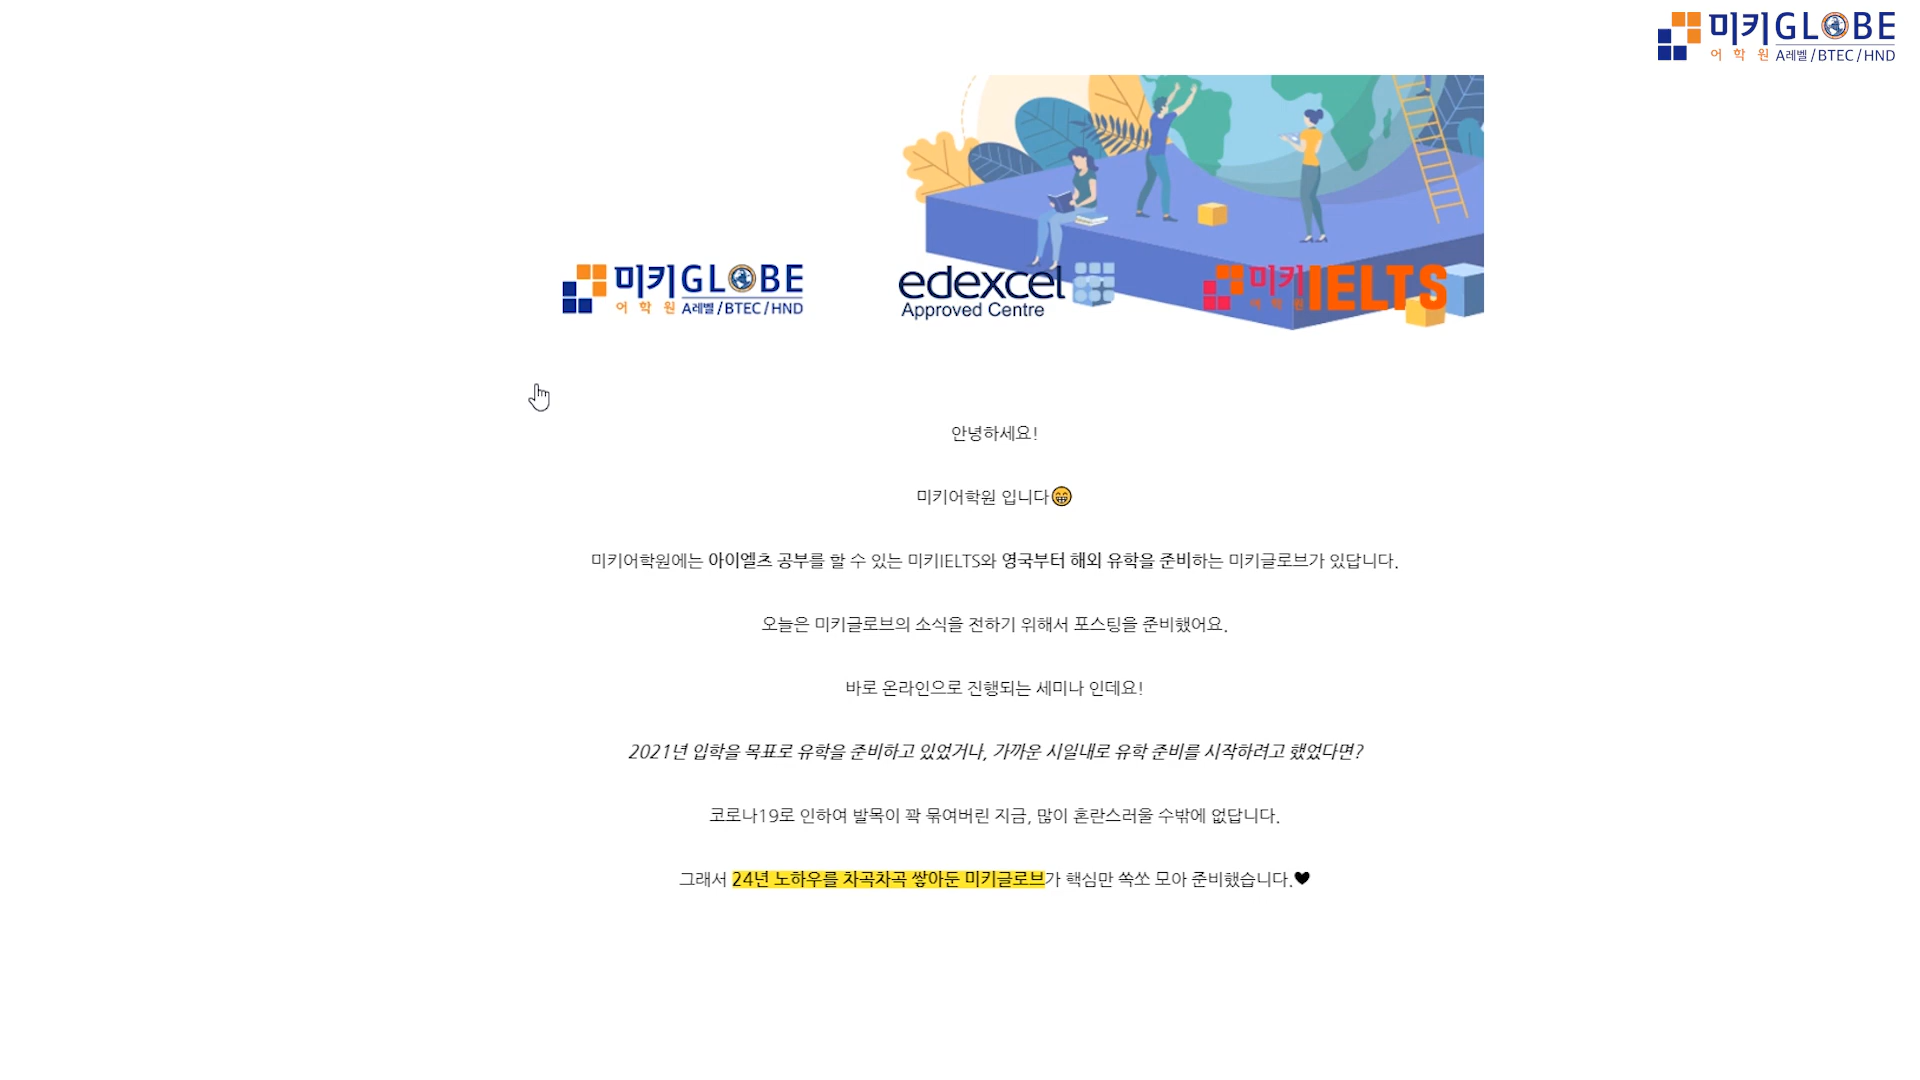 미키GLOBE
어학원 A레벨/BTEC/HND
미키GLOBE
어학원 A레벨/BTEC/HND
edexcel
Approved Centre
미키IELTS
어학원
안녕하세요!
미키어학원 입니다😁
미키어학원에는 아이엘츠 공부를 할 수 있는 미키IELTS와 영국부터 해외 유학을 준비하는 미키글로브가 있답니다.
오늘은 미키글로브의 소식을 전하기 위해서 포스팅을 준비했어요.
바로 온라인으로 진행되는 세미나 인데요!
2021년 입학을 목표로 유학을 준비하고 있었거나, 가까운 시일내로 유학 준비를 시작하려고 했었다면?
코로나19로 인하여 발목이 꽉 묶여버린 지금, 많이 혼란스러울 수밖에 없답니다.
그래서 24년 노하우를 차곡차곡 쌓아둔 미키글로브가 핵심만 쏙쏘 모아 준비했습니다.♥